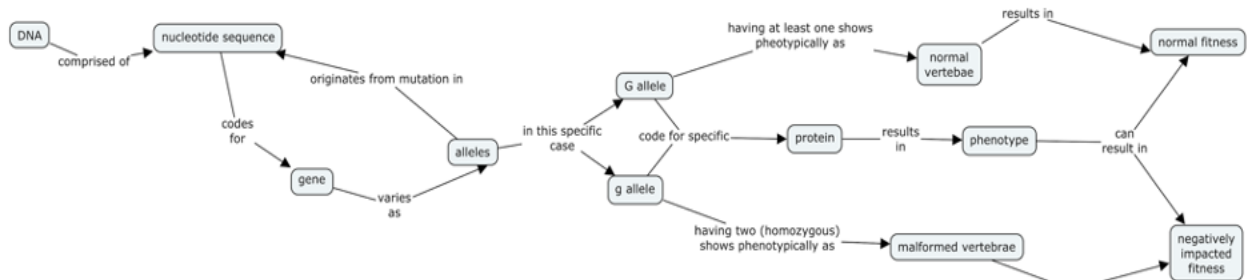 DNA
comprised of
nucleotide sequence
originates from mutation in
codes
for
gene
varies
as
alleles
in this specific
case
G allele
g allele
having at least one shows
pheotypically as
normal
vertebae
results in
normal fitness
code for specific
protein
results
in
phenotype
can
result in
having two (homozygous)
shows phenotypically as
malformed vertebrae
negatively
impacted
fitness